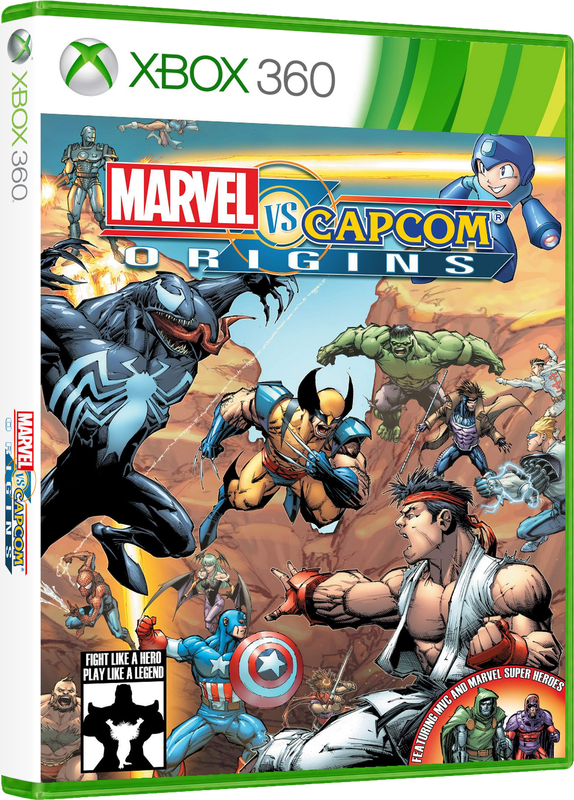 XBOX 360
XBOX 360
MARVEL
VS CAPCOM®
ORIGINS
MARVEL
VS CAPCOM
ORIGINS
FIGHT LIKE A HERO
PLAY LIKE A LEGEND
FEATURING MVC AND MARVEL SUPER HEROES